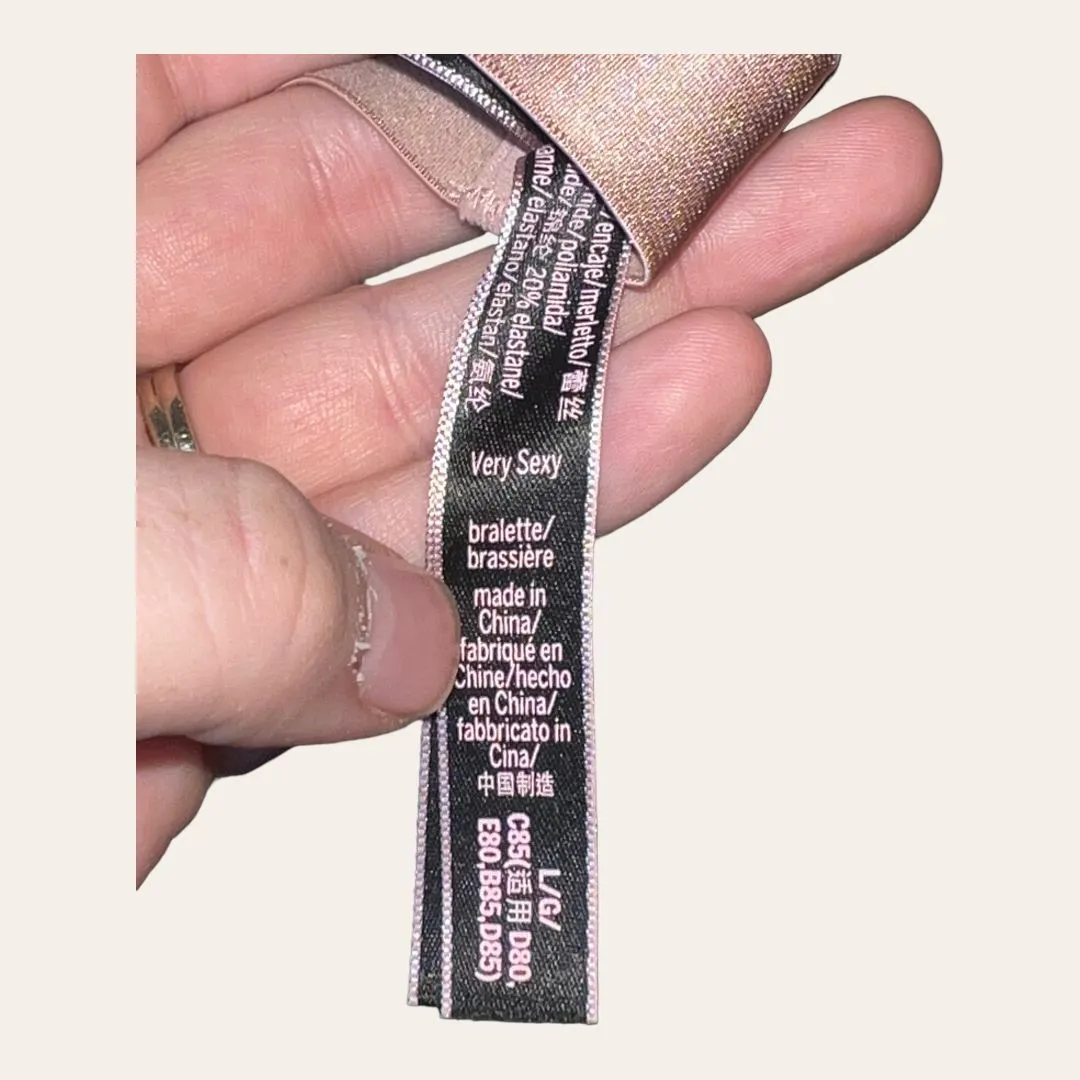 encaje/merletto/蕾丝
ide/poliamida/
锦纶 20% elastane/
elastano/elastan/氨纶
Very Sexy
bralette/
brassière
made in
China/
fabriqué en
Chine/hecho
en China/
fabbricato in
Cina/
中国制造
L/G/
C85(适用 D80,
E80,B85,D85)